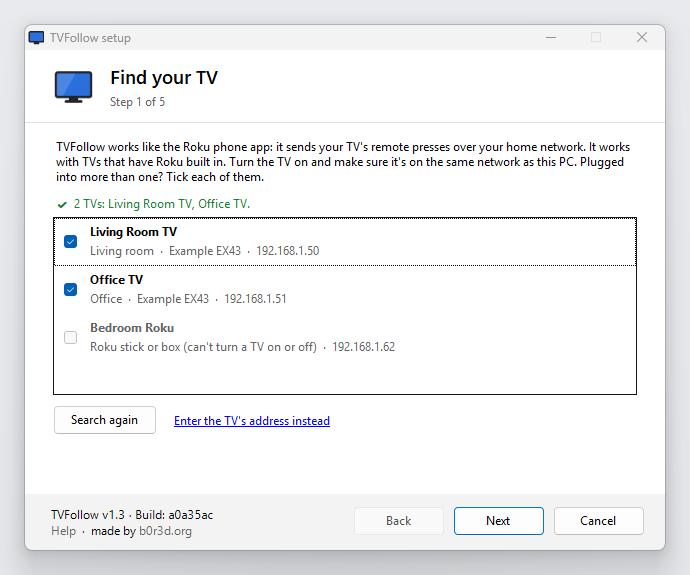 TVFollow setup
Find your TV
Step 1 of 5
TVFollow works like the Roku phone app: it sends your TV's remote presses over your home network. It works
with TVs that have Roku built in. Turn the TV on and make sure it's on the same network as this PC. Plugged
into more than one? Tick each of them.
2 TVs: Living Room TV, Office TV.
Living Room TV
Living room · Example EX43 · 192.168.1.50
Office TV
Office · Example EX43 · 192.168.1.51
Bedroom Roku
Roku stick or box (can't turn a TV on or off) · 192.168.1.62
Search again
Enter the TV's address instead
TVFollow v1.3 · Build: a0a35ac
Help · made by b0r3d.org
Back
Next
Cancel